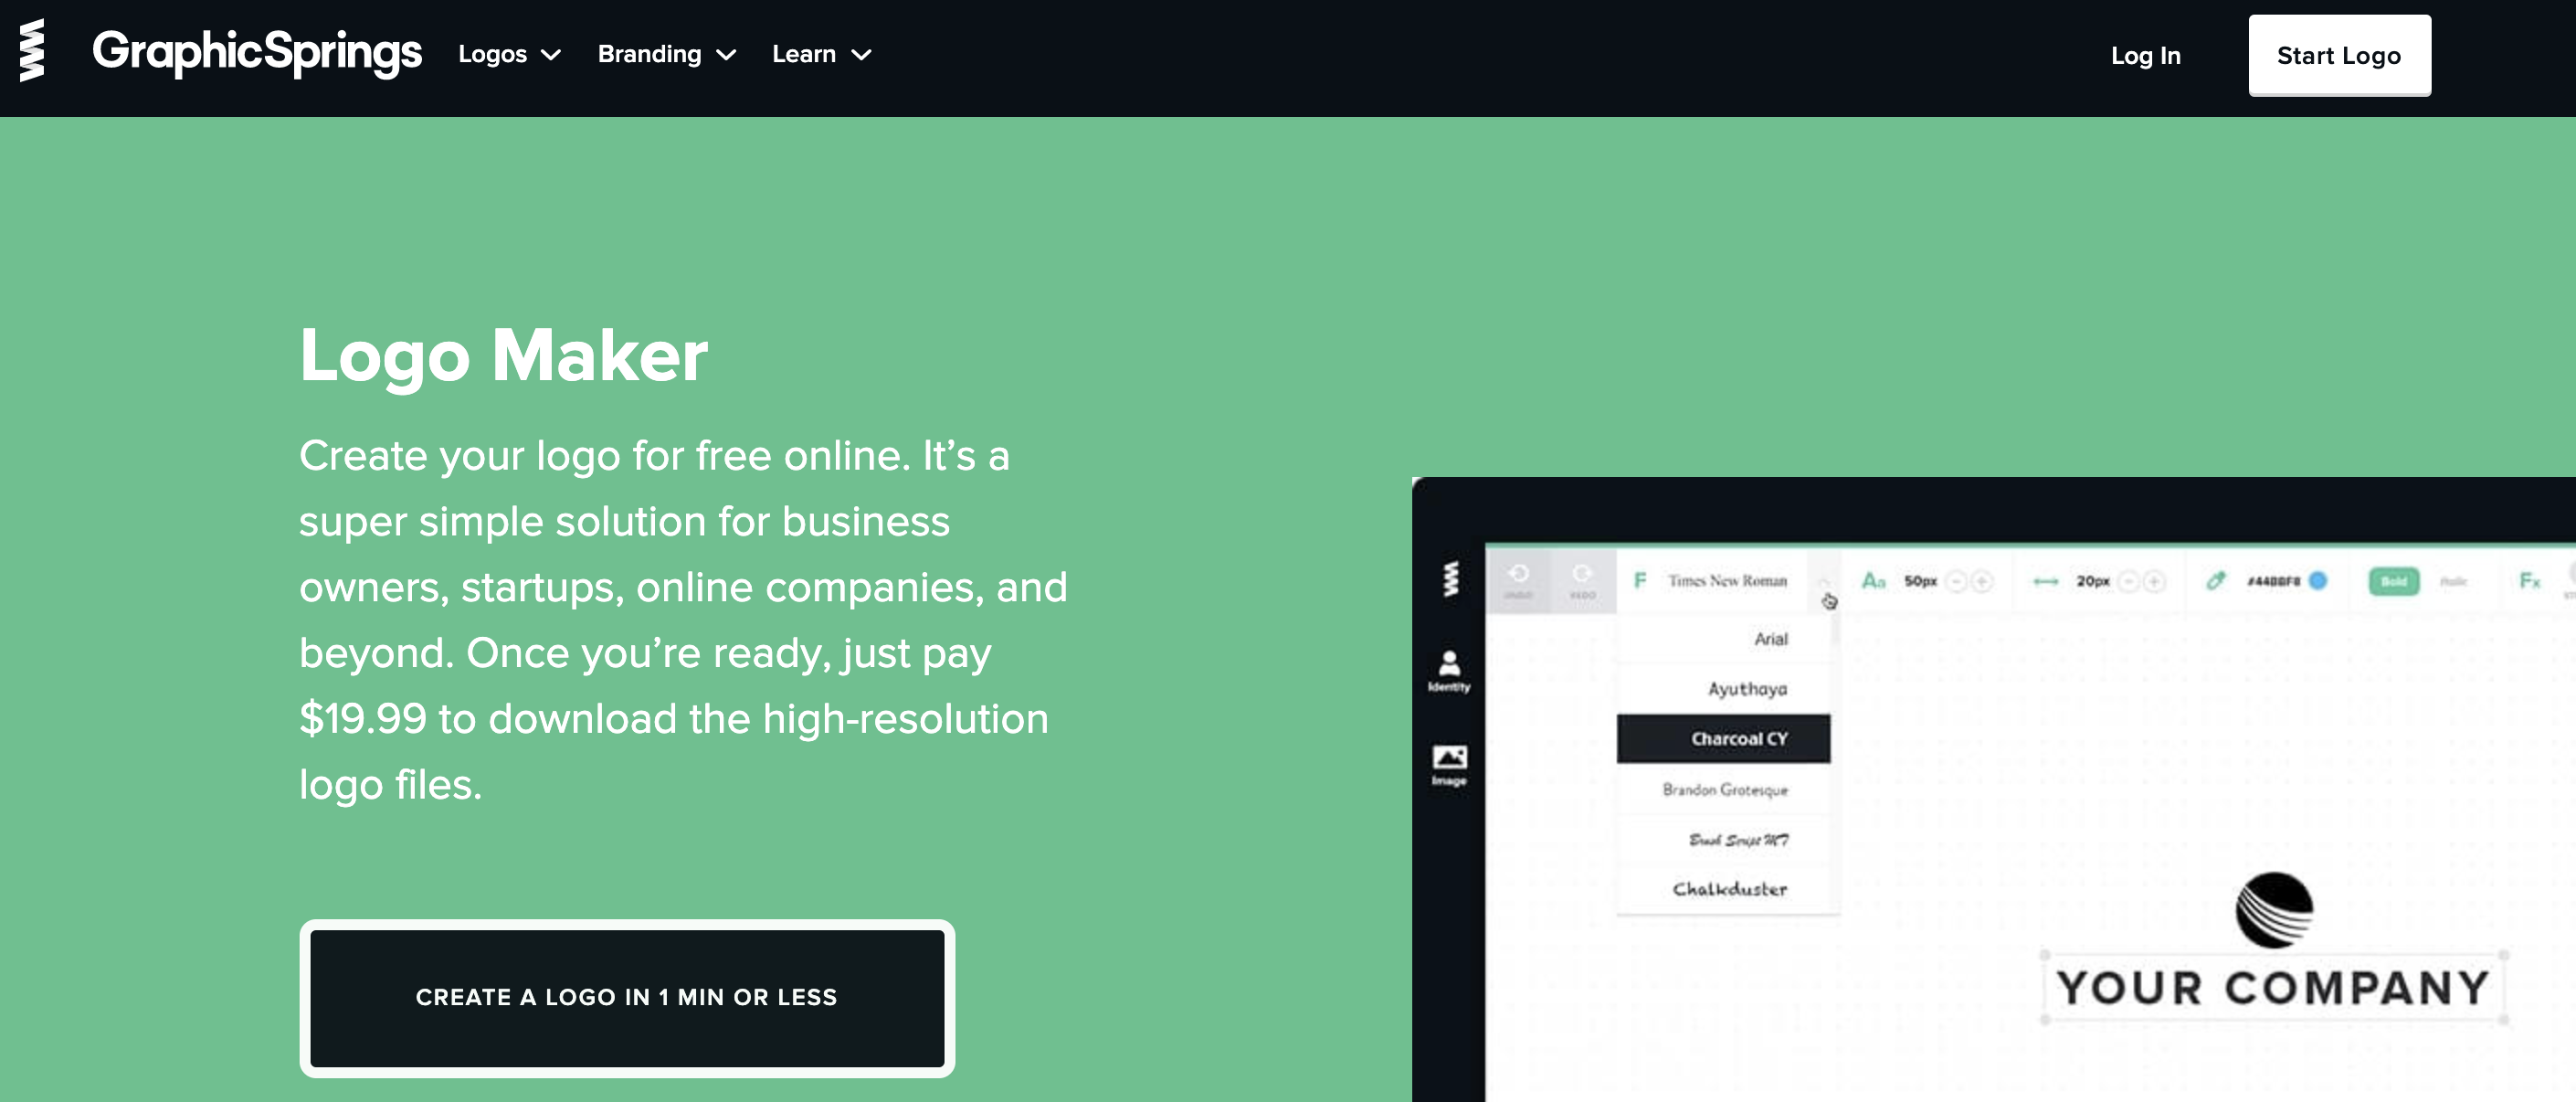 GraphicSprings
Logos
Branding
Learn
Log In
Start Logo
Logo Maker
Create your logo for free online. It’s a
super simple solution for business
owners, startups, online companies, and
beyond. Once you’re ready, just pay
$19.99 to download the high-resolution
logo files.
CREATE A LOGO IN 1 MIN OR LESS
UNDO
REDO
F
Times New Roman
Aa
50px
20px
#44BBF8
Bold
Italic
Fx
Arial
Ayuthaya
Charcoal CY
Brandon Grotesque
Brush Script MT
Chalkduster
Identity
Image
YOUR COMPANY